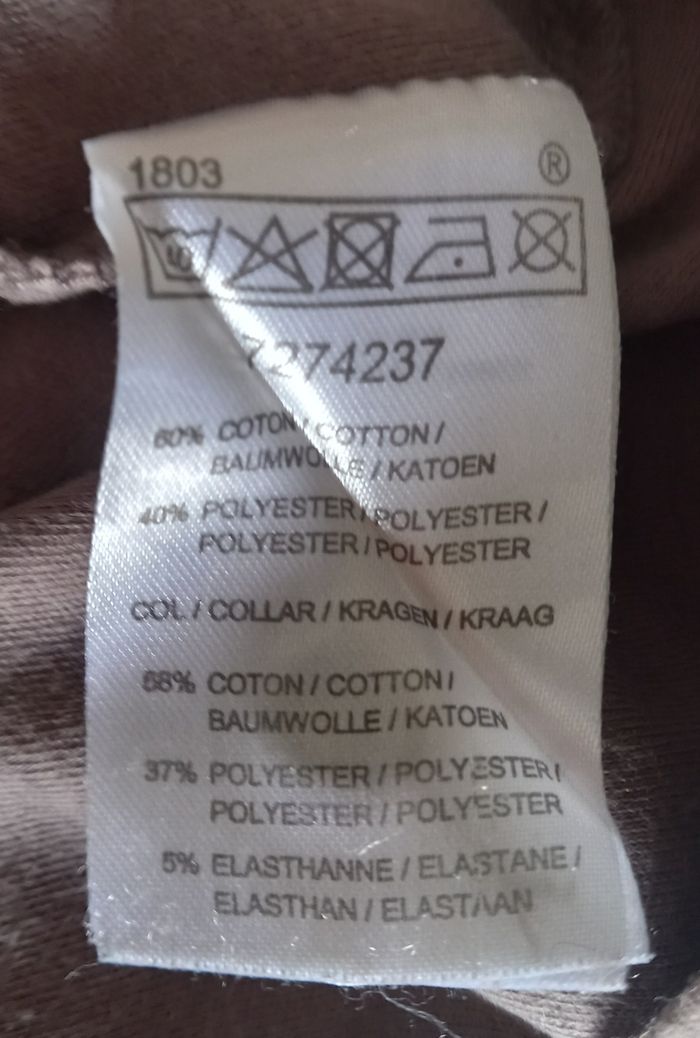 1803 ®
7274237
60% COTON / COTTON /
BAUMWOLLE / KATOEN
40% POLYESTER / POLYESTER /
POLYESTER / POLYESTER
COL / COLLAR / KRAGEN / KRAAG
58% COTON / COTTON /
BAUMWOLLE / KATOEN
37% POLYESTER / POLYESTER /
POLYESTER / POLYESTER
5% ELASTHANNE / ELASTANE /
ELASTHAN / ELASTAAN